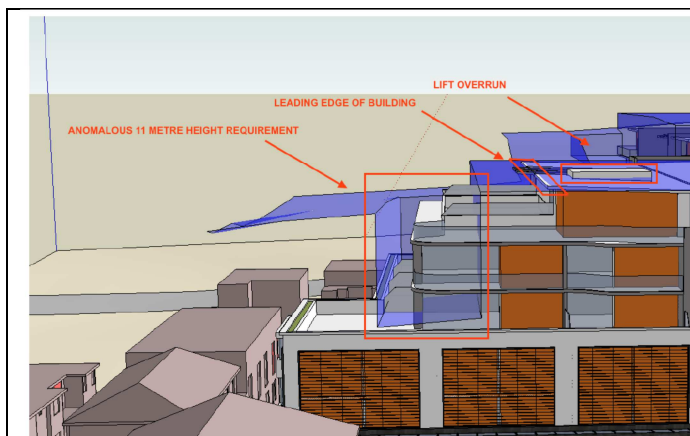 LIFT OVERRUN
LEADING EDGE OF BUILDING
ANOMALOUS 11 METRE HEIGHT REQUIREMENT